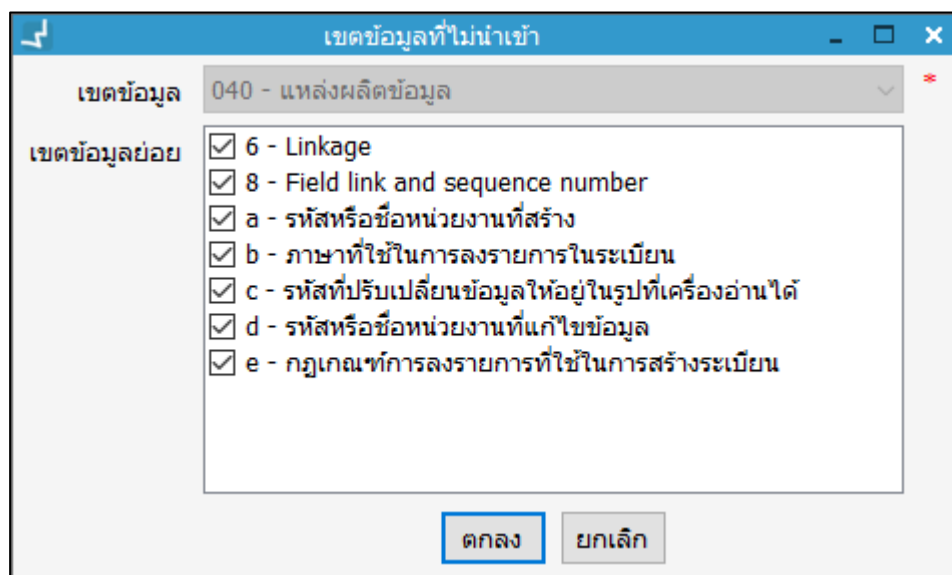 เขตข้อมูลที่ไม่นำเข้า
เขตข้อมูล 040 - แหล่งผลิตข้อมูล *
เขตข้อมูลย่อย
6 - Linkage
8 - Field link and sequence number
a - รหัสหรือชื่อหน่วยงานที่สร้าง
b - ภาษาที่ใช้ในการลงรายการในระเบียน
c - รหัสที่ปรับเปลี่ยนข้อมูลให้อยู่ในรูปที่เครื่องอ่านได้
d - รหัสหรือชื่อหน่วยงานที่แก้ไขข้อมูล
e - กฎเกณฑ์การลงรายการที่ใช้ในการสร้างระเบียน
ตกลง ยกเลิก